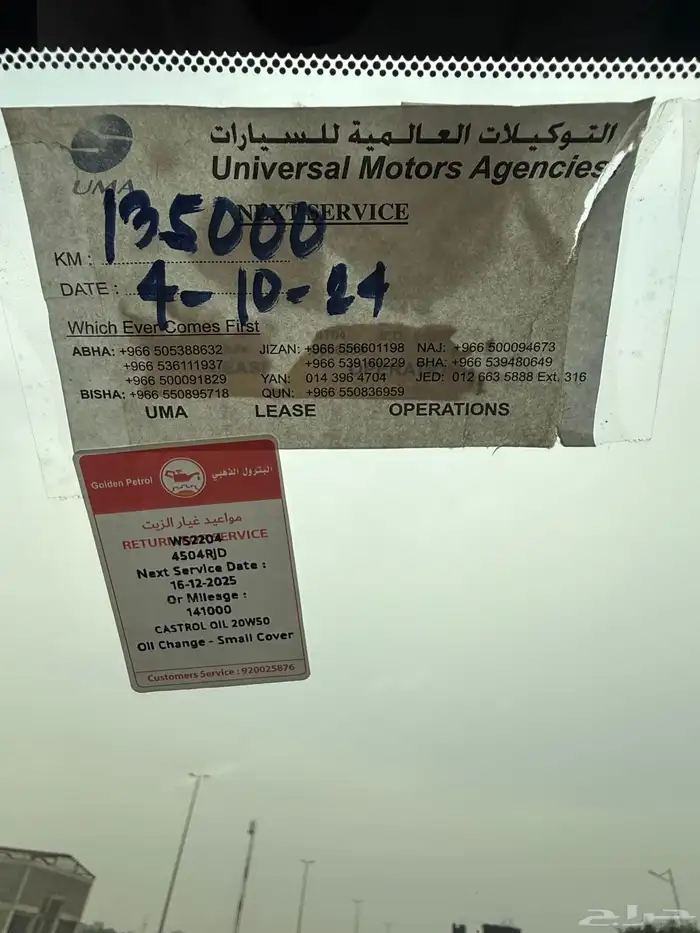 التوكيلات العالمية للسيارات
Universal Motors Agencies
UMA
NEXT SERVICE
KM : 135000
DATE : 4-10-24
Which Ever Comes First
ABHA: +966 505388632 JIZAN: +966 556601198 NAJ: +966 500094673
+966 536111937 +966 539160229 BHA: +966 539480649
+966 500091829 YAN: 014 396 4704 JED: 012 663 5888 Ext. 316
BISHA: +966 550895718 QUN: +966 550836959
UMA LEASE OPERATIONS
Golden Petrol البترول الذهبي
مواعيد غيار الزيت
RETURN FOR SERVICE
WS2204
4504RJD
Next Service Date :
16-12-2025
Or Mileage :
141000
CASTROL OIL 20W50
Oil Change - Small Cover
Customers Service : 920025876
حراج